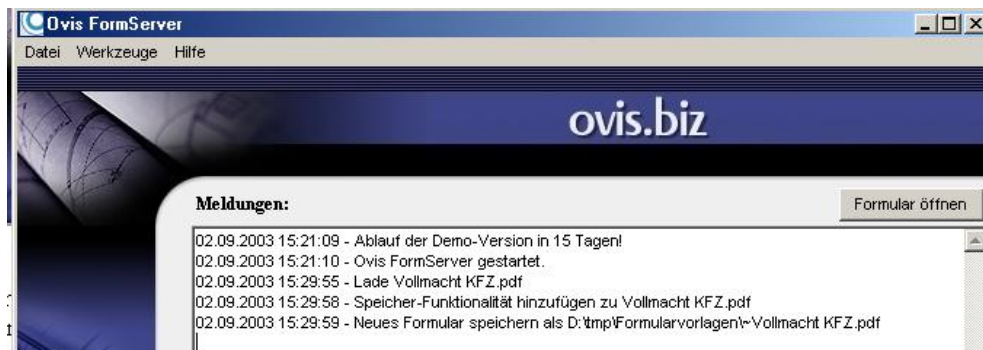 Ovis FormServer
Datei Werkzeuge Hilfe
ovis.biz
Meldungen:
Formular öffnen
02.09.2003 15:21:09 - Ablauf der Demo-Version in 15 Tagen!
02.09.2003 15:21:10 - Ovis FormServer gestartet.
02.09.2003 15:29:55 - Lade Vollmacht KFZ.pdf
02.09.2003 15:29:58 - Speicher-Funktionalität hinzufügen zu Vollmacht KFZ.pdf
02.09.2003 15:29:59 - Neues Formular speichern als D:\tmp\Formularvorlagen\~Vollmacht KFZ.pdf